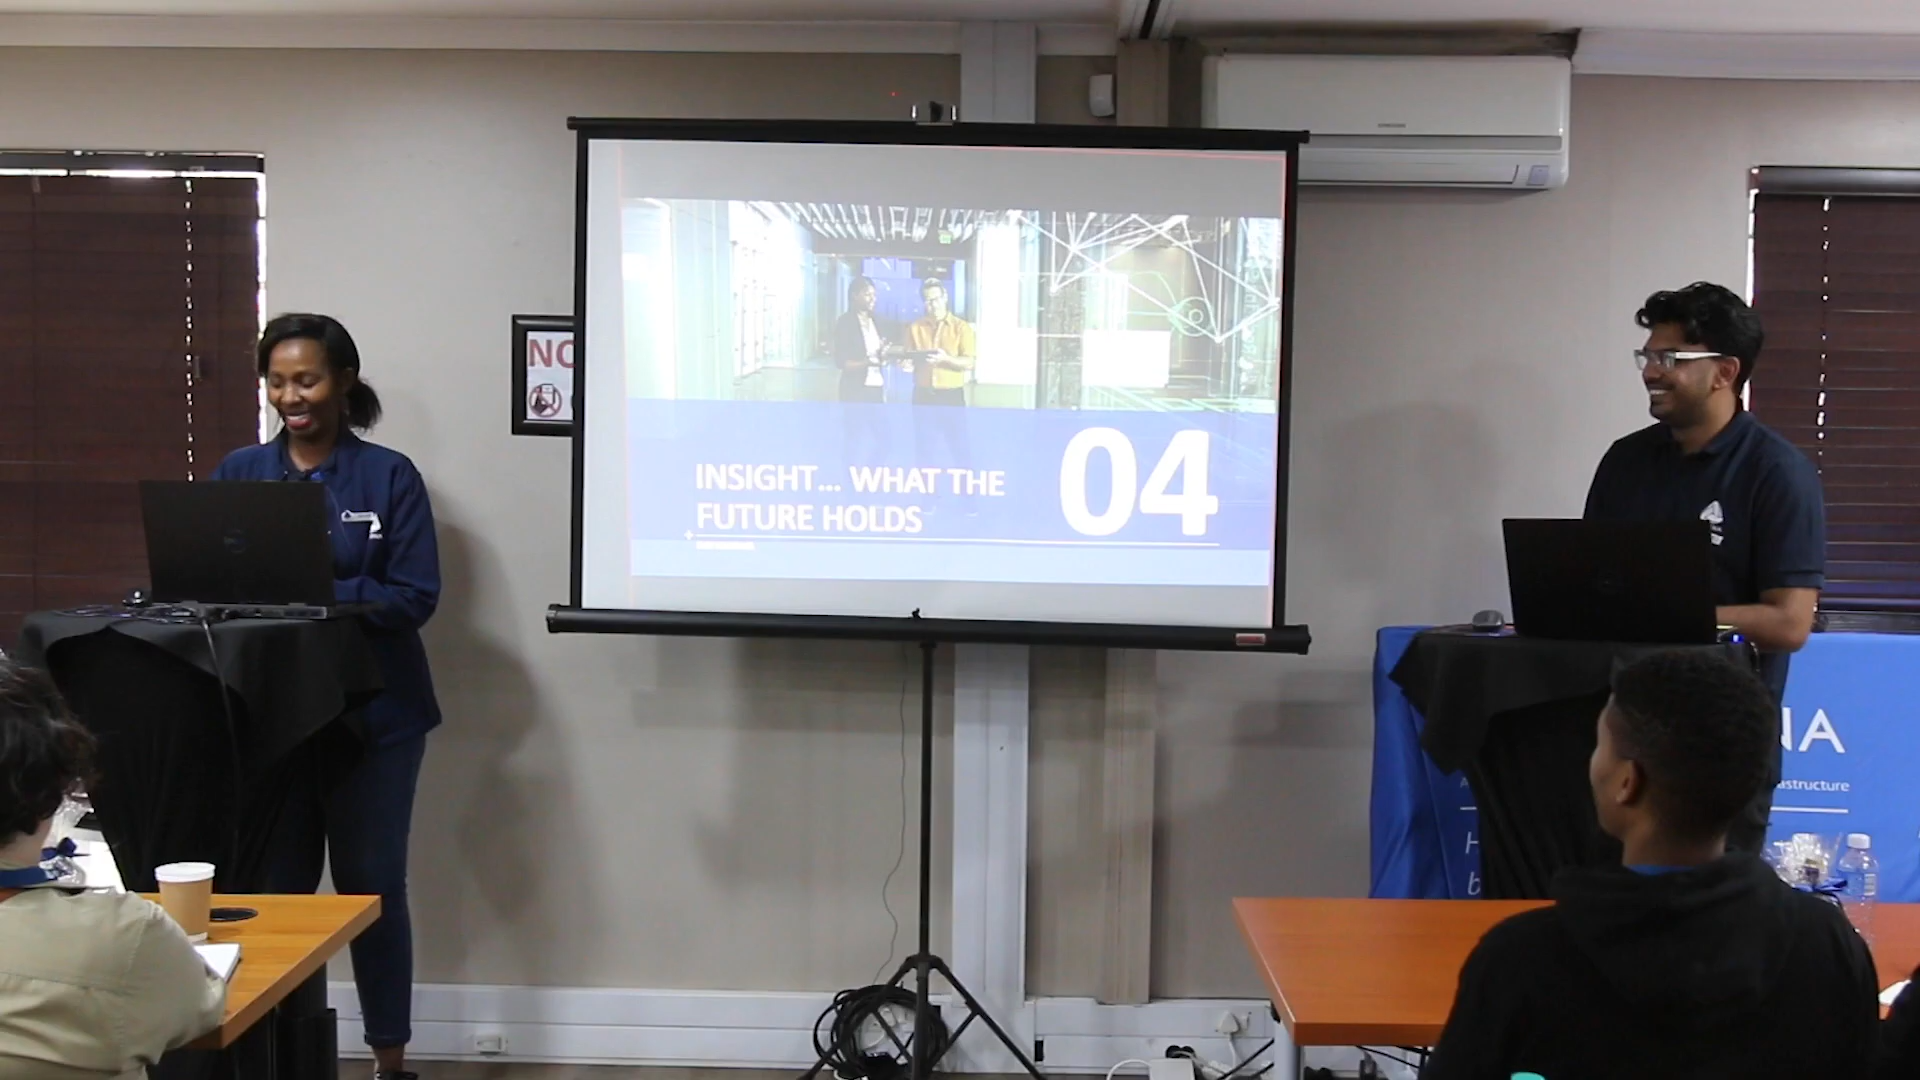 NO
INSIGHT... WHAT THE
FUTURE HOLDS
04
NA
astructure
H
b